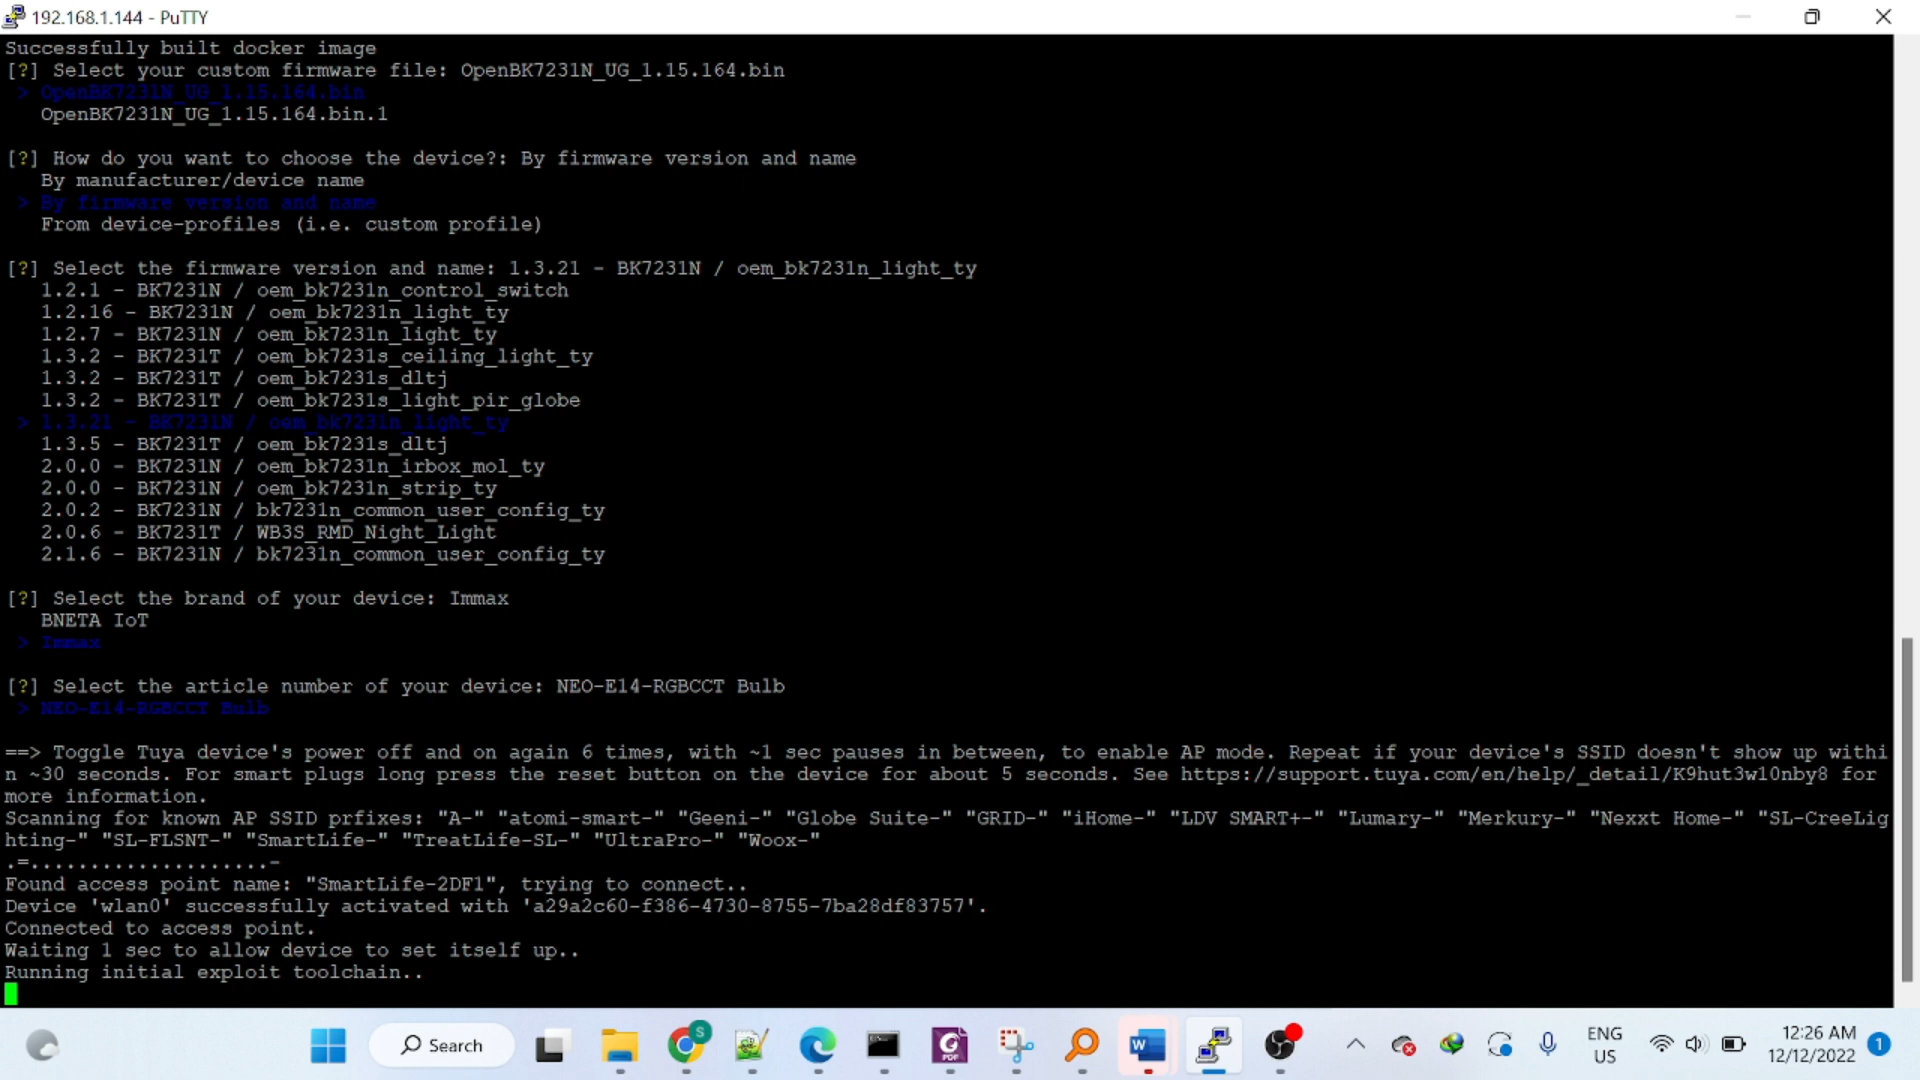 192.168.1.144 - PuTTY
Successfully built docker image
[?] Select your custom firmware file: OpenBK7231N_UG_1.15.164.bin
> OpenBK7231N_UG_1.15.164.bin
OpenBK7231N_UG_1.15.164.bin.1
[?] How do you want to choose the device?: By firmware version and name
By manufacturer/device name
> By firmware version and name
From device-profiles (i.e. custom profile)
[?] Select the firmware version and name: 1.3.21 - BK7231N / oem_bk7231n_light_ty
1.2.1 - BK7231N / oem_bk7231n_control_switch
1.2.16 - BK7231N / oem_bk7231n_light_ty
1.2.7 - BK7231N / oem_bk7231n_light_ty
1.3.2 - BK7231T / oem_bk7231s_ceiling_light_ty
1.3.2 - BK7231T / oem_bk7231s_dltj
1.3.2 - BK7231T / oem_bk7231s_light_pir_globe
> 1.3.21 - BK7231N / oem_bk7231n_light_ty
1.3.5 - BK7231T / oem_bk7231s_dltj
2.0.0 - BK7231N / oem_bk7231n_irbox_mol_ty
2.0.0 - BK7231N / oem_bk7231n_strip_ty
2.0.2 - BK7231N / bk7231n_common_user_config_ty
2.0.6 - BK7231T / WB3S_RMD_Night_Light
2.1.6 - BK7231N / bk7231n_common_user_config_ty
[?] Select the brand of your device: Immax
BNETA IoT
> Immax
[?] Select the article number of your device: NEO-E14-RGBCCT Bulb
> NEO-E14-RGBCCT Bulb
==> Toggle Tuya device's power off and on again 6 times, with ~1 sec pauses in between, to enable AP mode. Repeat if your device's SSID doesn't show up withi
n ~30 seconds. For smart plugs long press the reset button on the device for about 5 seconds. See https://support.tuya.com/en/help/_detail/K9hut3w10nby8 for
more information.
Scanning for known AP SSID prfixes: "A-" "atomi-smart-" "Geeni-" "Globe Suite-" "GRID-" "iHome-" "LDV SMART+-" "Lumary-" "Merkury-" "Nexxt Home-" "SL-CreeLig
hting-" "SL-FLSNT-" "SmartLife-" "TreatLife-SL-" "UltraPro-" "Woox-"
.=....................-
Found access point name: "SmartLife-2DF1", trying to connect..
Device 'wlan0' successfully activated with 'a29a2c60-f386-4730-8755-7ba28df83757'.
Connected to access point.
Waiting 1 sec to allow device to set itself up..
Running initial exploit toolchain..
Search
S
PDF
W
ENG
US
12:26 AM
12/12/2022
1